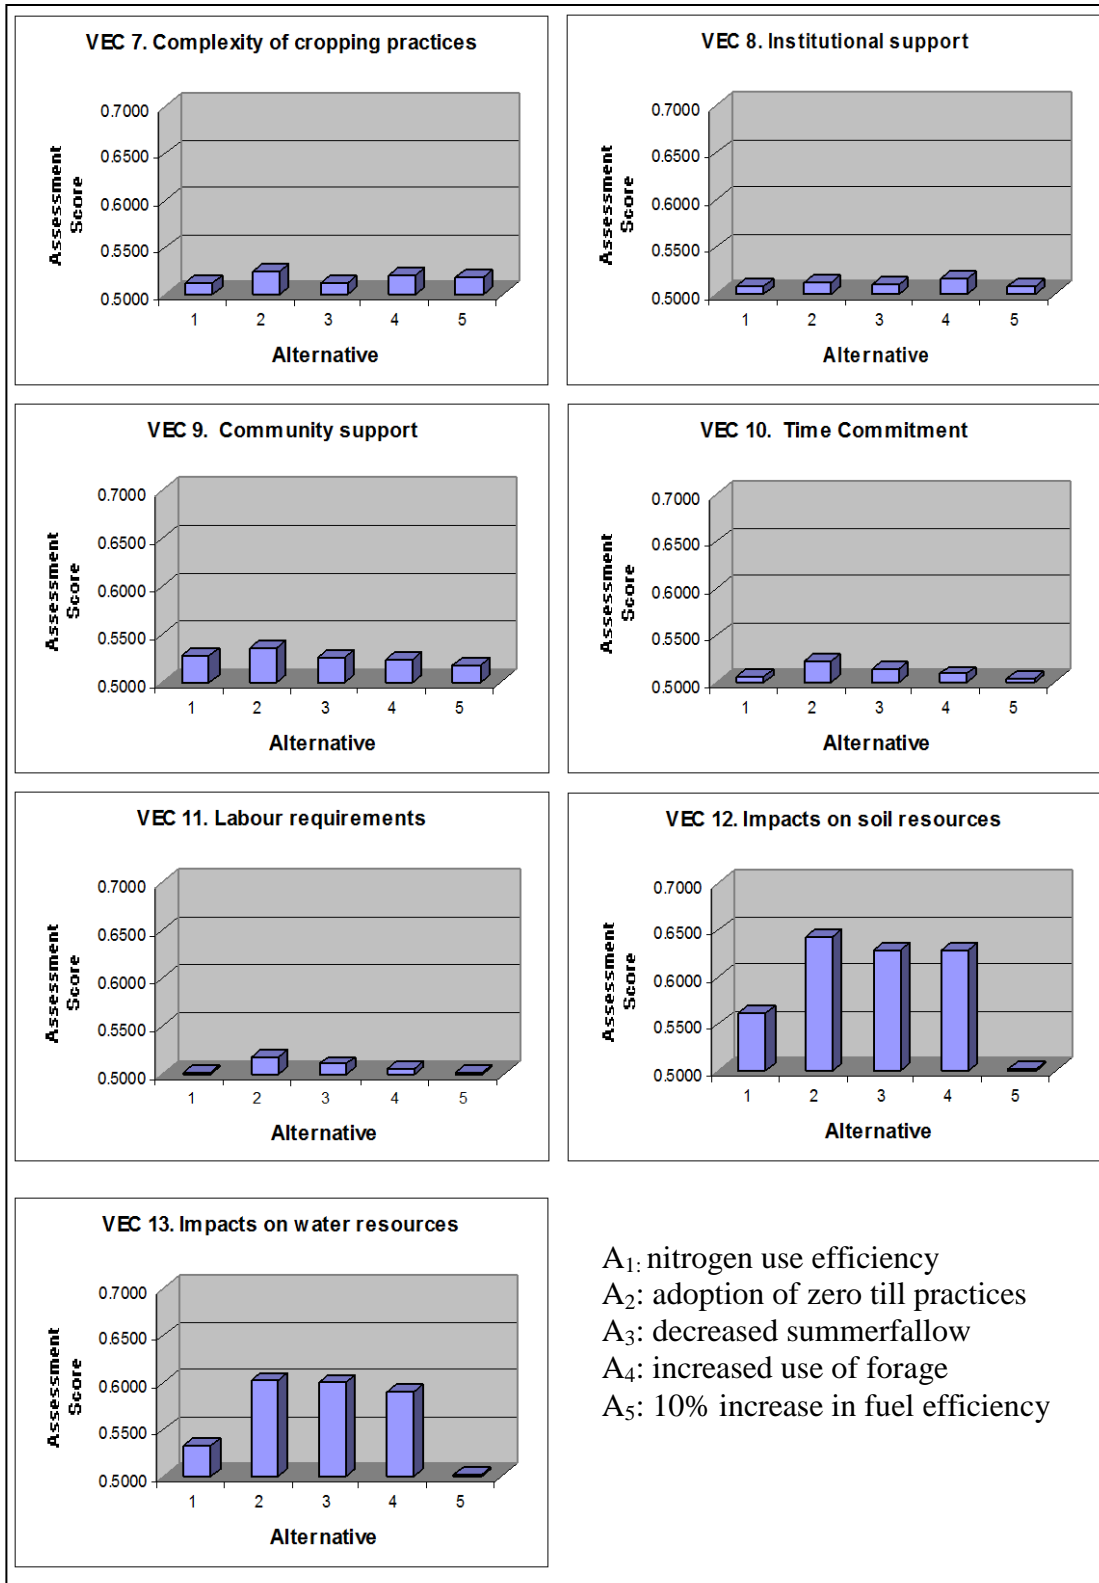 VEC 7. Complexity of cropping practices
0.7000
0.6500
0.6000
0.5500
0.5000
Assessment
Score
1 2 3 4 5
Alternative
VEC 8. Institutional support
0.7000
0.6500
0.6000
0.5500
0.5000
Assessment
Score
1 2 3 4 5
Alternative
VEC 9. Community support
0.7000
0.6500
0.6000
0.5500
0.5000
Assessment
Score
1 2 3 4 5
Alternative
VEC 10. Time Commitment
0.7000
0.6500
0.6000
0.5500
0.5000
Assessment
Score
1 2 3 4 5
Alternative
VEC 11. Labour requirements
0.7000
0.6500
0.6000
0.5500
0.5000
Assessment
Score
1 2 3 4 5
Alternative
VEC 12. Impacts on soil resources
0.7000
0.6500
0.6000
0.5500
0.5000
Assessment
Score
1 2 3 4 5
Alternative
VEC 13. Impacts on water resources
0.7000
0.6500
0.6000
0.5500
0.5000
Assessment
Score
1 2 3 4 5
Alternative
A₁: nitrogen use efficiency
A₂: adoption of zero till practices
A₃: decreased summerfallow
A₄: increased use of forage
A₅: 10% increase in fuel efficiency